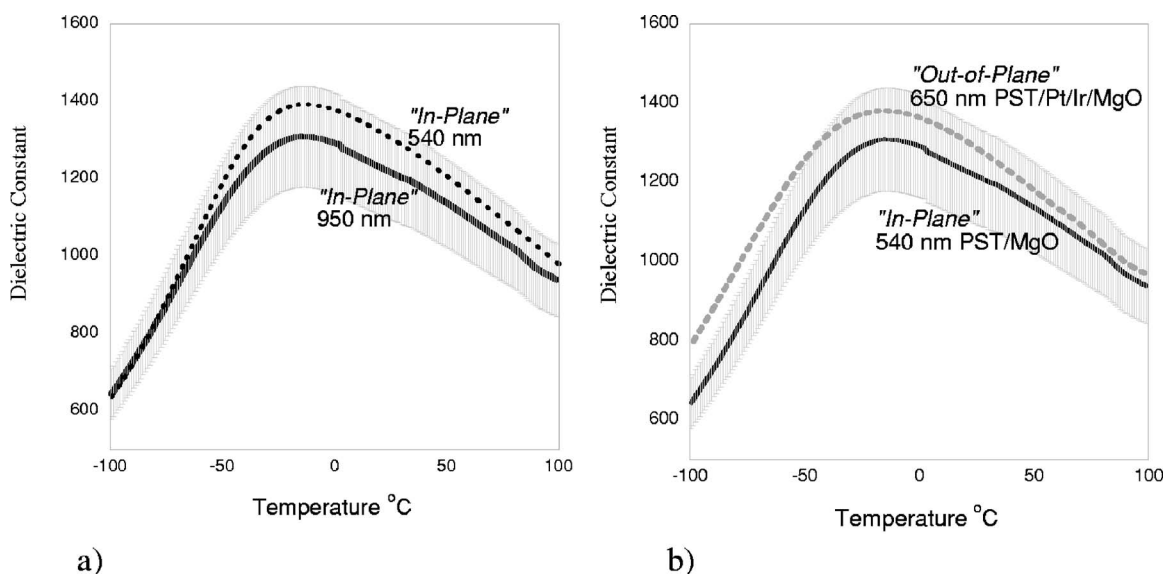 1600
1400
1200
1000
800
600
Dielectric Constant
"In-Plane"
540 nm
"In-Plane"
950 nm
-100
-50
0
50
100
Temperature °C
a)
1600
1400
1200
1000
800
600
Dielectric Constant
"Out-of-Plane"
650 nm PST/Pt/Ir/MgO
"In-Plane"
540 nm PST/MgO
-100
-50
0
50
100
Temperature °C
b)